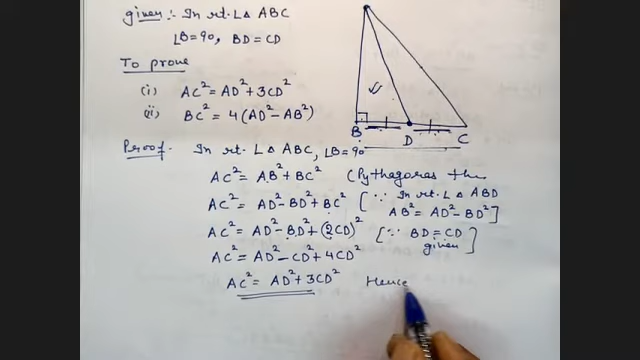 given :- In rt. L△ ABC
∟B=90, BD=CD
To prove
(i) AC²=AD²+3CD²
(ii) BC²=4(AD²-AB²)
B D C
Proof. In rt. L△ ABC, ∟B=90
AC²=AB²+BC² (Pythagoras thm
AC²=AD²-BD²+BC² [∵ In rt. L△ ABD
AB²=AD²-BD²]
AC²=AD²-BD²+(2CD)² [∵ BD=CD
given]
AC²=AD²-CD²+4CD²
AC²=AD²+3CD² Hence